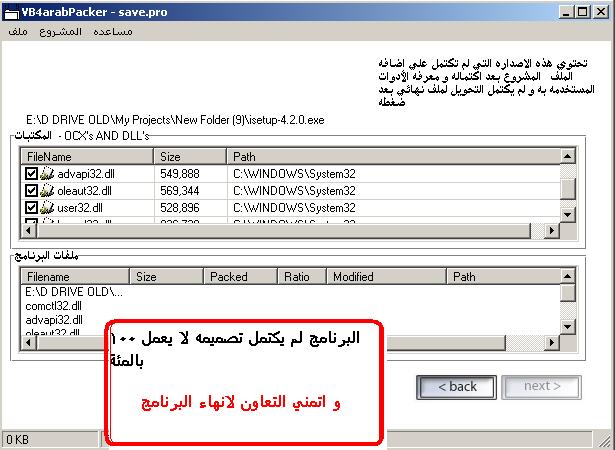 VB4arabPacker - save.pro
ملف المشروع مساعده
تحتوي هذه الاصداره التي لم تكتمل علي اضافه
الملف المشروع بعد اكتماله و معرفه الأدوات
المستخدمه به و لم يكتمل التحويل لملف نهائي بعد
ضغطه
E:\D DRIVE OLD\My Projects\New Folder (9)\isetup-4.2.0.exe
المكتبات - OCX's AND DLL's
FileName Size Path
advapi32.dll 549,888 C:\WINDOWS\System32
oleaut32.dll 569,344 C:\WINDOWS\System32
user32.dll 528,896 C:\WINDOWS\System32
ملفات البرنامج
Filename Size Packed Ratio Modified Path
E:\D DRIVE OLD\...
comctl32.dll
advapi32.dll
oleaut32.dll
البرنامج لم يكتمل تصميمه لا يعمل ١٠٠
بالمئة
و اتمني التعاون لانهاء البرنامج
< back next >
0 KB